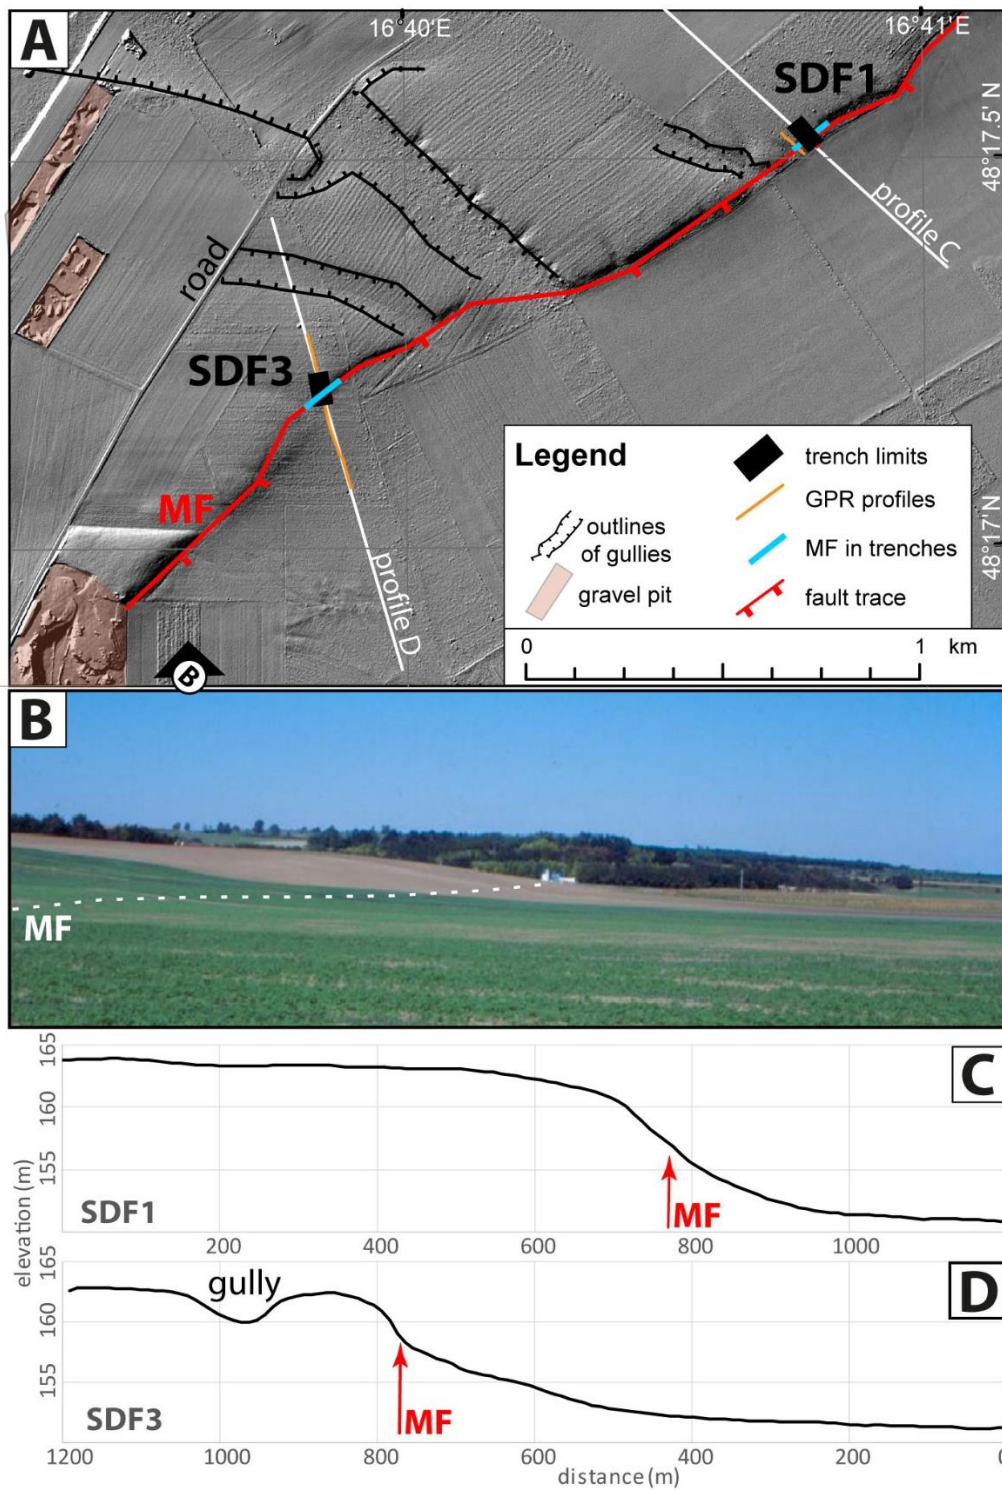 A
16°40'E
16°41'E
SDF1
48°17.5' N
profile C
road
SDF3
MF
profile D
48°17'N
B
Legend
outlines
of gullies
gravel pit
trench limits
GPR profiles
MF in trenches
fault trace
0
1 km
B
MF
C
165
160
155
elevation (m)
SDF1
MF
200
400
600
800
1000
D
165
160
155
gully
SDF3
MF
1200
1000
800
600
400
200
0
distance (m)